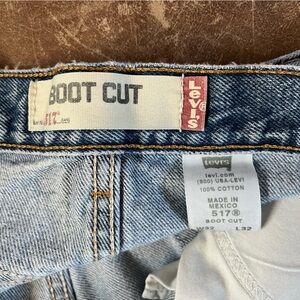 BOOT CUT
517
Levi's®
Levi's
levi.com
(800) USA-LEVI
100% COTTON
MADE IN
MEXICO
517®
BOOT CUT
W32 L32